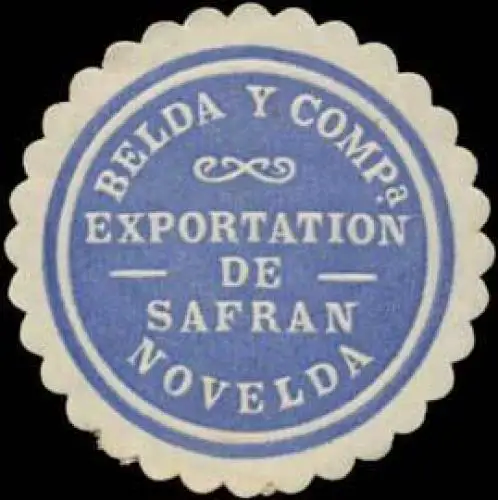 BELDA Y COMPª.
EXPORTATION
— DE —
SAFRAN
NOVELDA